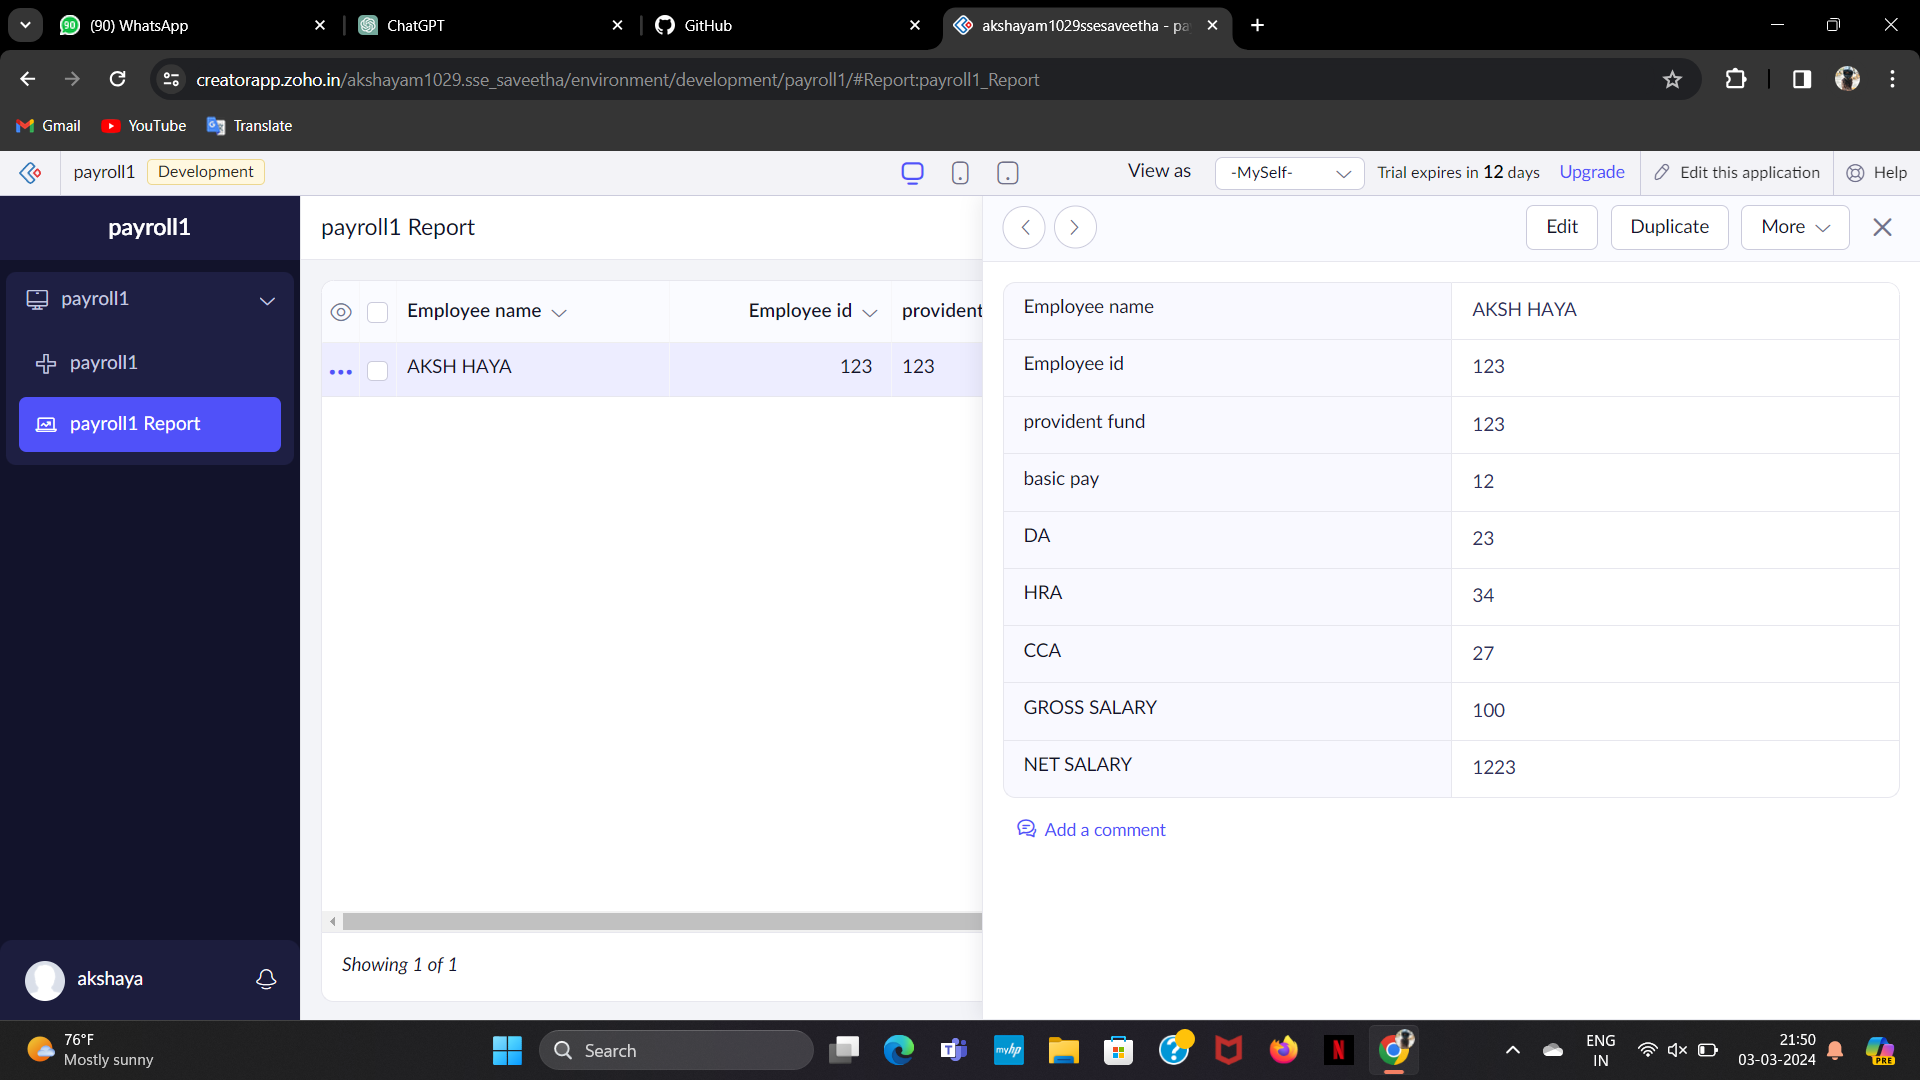 90 (90) WhatsApp
ChatGPT
GitHub
akshayam1029ssesaveetha - pa
creatorapp.zoho.in/akshayam1029.sse_saveetha/environment/development/payroll1/#Report:payroll1_Report
Gmail YouTube Translate
payroll1 Development View as -MySelf- Trial expires in 12 days Upgrade Edit this application Help
payroll1
payroll1
payroll1
payroll1 Report
akshaya
payroll1 Report
Employee name Employee id provident
AKSH HAYA 123 123
Showing 1 of 1
Edit Duplicate More
Employee name AKSH HAYA
Employee id 123
provident fund 123
basic pay 12
DA 23
HRA 34
CCA 27
GROSS SALARY 100
NET SALARY 1223
Add a comment
76°F
Mostly sunny
Search
myhp
ENG
IN
21:50
03-03-2024
PRE